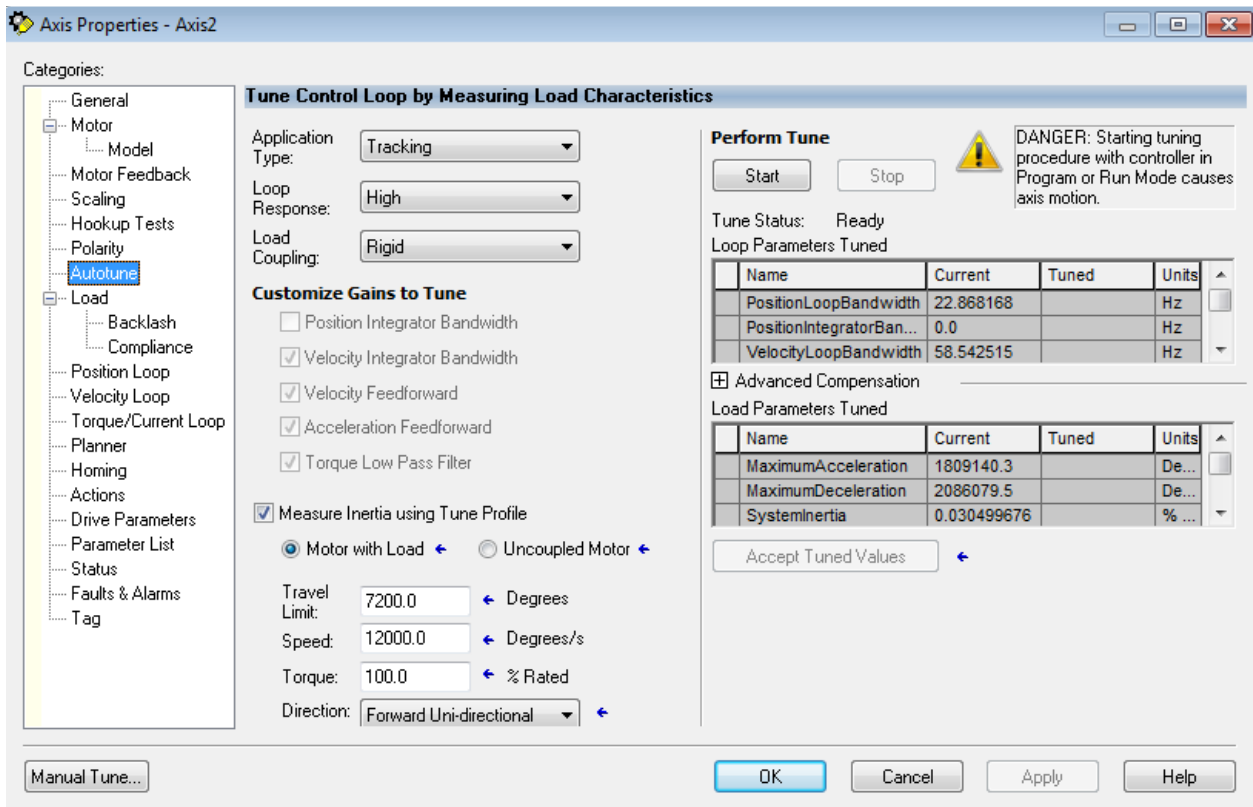 Axis Properties - Axis2
Categories:
General
Motor
Model
Motor Feedback
Scaling
Hookup Tests
Polarity
Autotune
Load
Backlash
Compliance
Position Loop
Velocity Loop
Torque/Current Loop
Planner
Homing
Actions
Drive Parameters
Parameter List
Status
Faults & Alarms
Tag
Tune Control Loop by Measuring Load Characteristics
Application
Type: Tracking
Loop
Response: High
Load
Coupling: Rigid
Customize Gains to Tune
Position Integrator Bandwidth
Velocity Integrator Bandwidth
Velocity Feedforward
Acceleration Feedforward
Torque Low Pass Filter
Measure Inertia using Tune Profile
Motor with Load Uncoupled Motor
Travel
Limit: 7200.0 Degrees
Speed: 12000.0 Degrees/s
Torque: 100.0 % Rated
Direction: Forward Uni-directional
Perform Tune
Start Stop
DANGER: Starting tuning
procedure with controller in
Program or Run Mode causes
axis motion.
Tune Status: Ready
Loop Parameters Tuned
Name Current Tuned Units
PositionLoopBandwidth 22.868168 Hz
PositionIntegratorBan... 0.0 Hz
VelocityLoopBandwidth 58.542515 Hz
Advanced Compensation
Load Parameters Tuned
Name Current Tuned Units
MaximumAcceleration 1809140.3 De...
MaximumDeceleration 2086079.5 De...
SystemInertia 0.030499676 % ...
Accept Tuned Values
Manual Tune... OK Cancel Apply Help